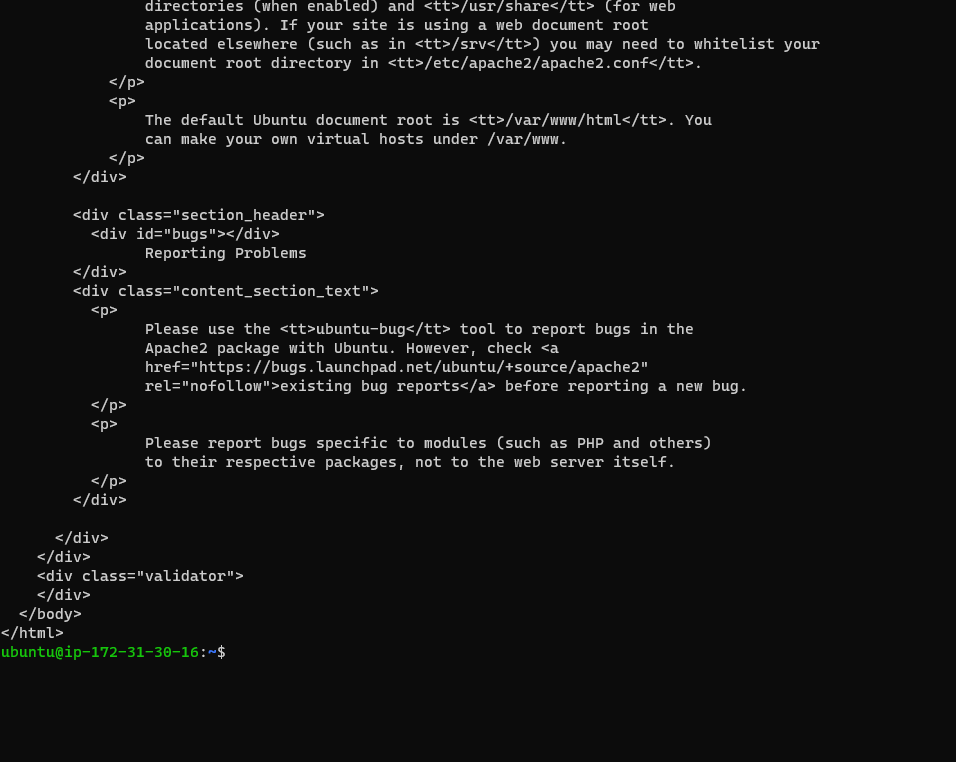 directories (when enabled) and <tt>/usr/share</tt> (for web
applications). If your site is using a web document root
located elsewhere (such as in <tt>/srv</tt>) you may need to whitelist your
document root directory in <tt>/etc/apache2/apache2.conf</tt>.
</p>
<p>
The default Ubuntu document root is <tt>/var/www/html</tt>. You
can make your own virtual hosts under /var/www.
</p>
</div>
<div class="section_header">
<div id="bugs"></div>
Reporting Problems
</div>
<div class="content_section_text">
<p>
Please use the <tt>ubuntu-bug</tt> tool to report bugs in the
Apache2 package with Ubuntu. However, check <a
href="https://bugs.launchpad.net/ubuntu/+source/apache2"
rel="nofollow">existing bug reports</a> before reporting a new bug.
</p>
<p>
Please report bugs specific to modules (such as PHP and others)
to their respective packages, not to the web server itself.
</p>
</div>
</div>
</div>
<div class="validator">
</div>
</body>
</html>
ubuntu@ip-172-31-30-16:~$